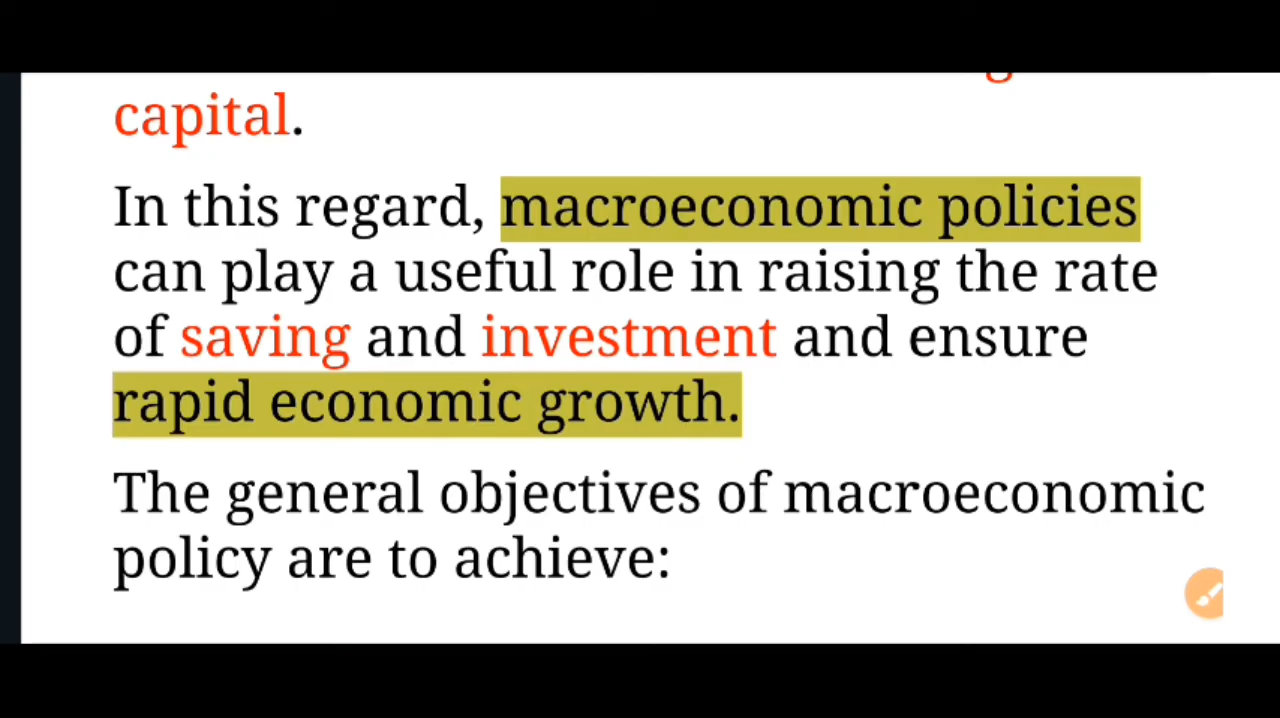 capital.
In this regard, macroeconomic policies
can play a useful role in raising the rate
of saving and investment and ensure
rapid economic growth.
The general objectives of macroeconomic
policy are to achieve: